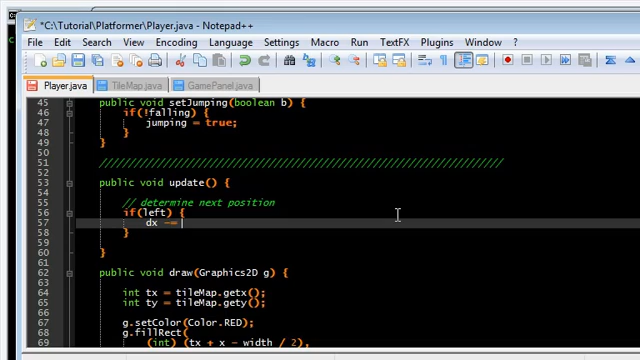 *C:\Tutorial\Platformer\Player.java - Notepad++
File Edit Search View Encoding Language Settings Macro Run TextFX Plugins Window ?
Player.java TileMap.java GamePanel.java
45 public void setJumping(boolean b) {
46 if(!falling) {
47 jumping = true;
48 }
49 }
50
51 ////////////////////////////////////////////////////////////////////////
52
53 public void update() {
54
55 // determine next position
56 if(left) {
57 dx -=
58 }
59
60 }
61
62 public void draw(Graphics2D g) {
63
64 int tx = tileMap.getx();
65 int ty = tileMap.gety();
66
67 g.setColor(Color.RED);
68 g.fillRect(
69 (int) (tx + x - width / 2),